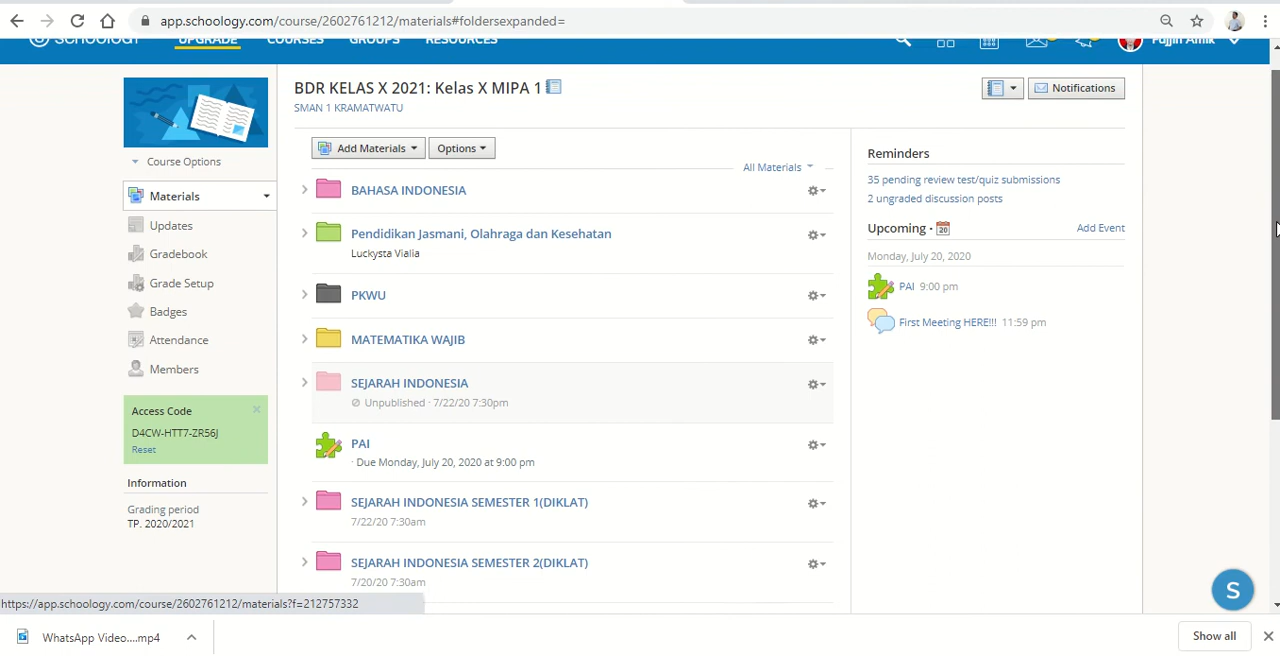 app.schoology.com/course/2602761212/materials#foldersexpanded=
SCHOOLOGY UPGRADE COURSES GROUPS RESOURCES
BDR KELAS X 2021: Kelas X MIPA 1
Notifications
SMAN 1 KRAMATWATU
Course Options
Materials
Updates
Gradebook
Grade Setup
Badges
Attendance
Members
Access Code
D4CW-HTT7-ZR56J
Reset
Information
Grading period
TP. 2020/2021
Add Materials Options
All Materials
BAHASA INDONESIA
Pendidikan Jasmani, Olahraga dan Kesehatan
Luckysta Vialia
PKWU
MATEMATIKA WAJIB
SEJARAH INDONESIA
Unpublished · 7/22/20 7:30pm
PAI
· Due Monday, July 20, 2020 at 9:00 pm
SEJARAH INDONESIA SEMESTER 1(DIKLAT)
7/22/20 7:30am
SEJARAH INDONESIA SEMESTER 2(DIKLAT)
7/20/20 7:30am
Reminders
35 pending review test/quiz submissions
2 ungraded discussion posts
Upcoming · 20 Add Event
Monday, July 20, 2020
PAI 9:00 pm
First Meeting HERE!!! 11:59 pm
S
https://app.schoology.com/course/2602761212/materials?f=212757332
WhatsApp Video....mp4
Show all